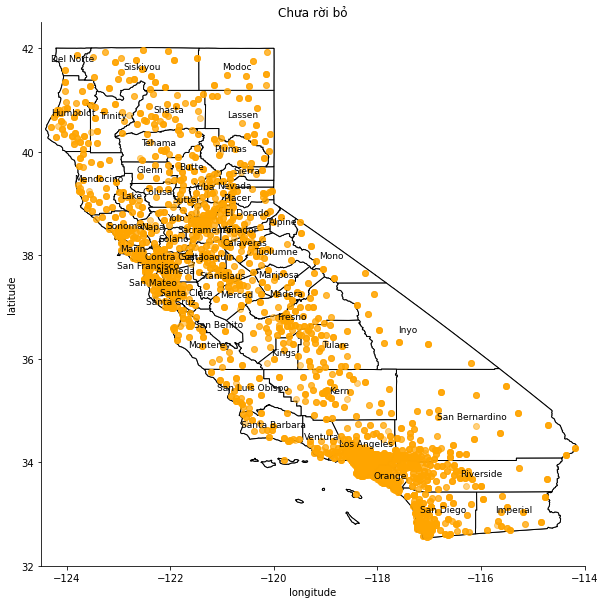 Chưa rời bỏ
42
Del Norte
Siskiyou
Modoc
Humboldt
Trinity
Shasta
Lassen
40
Tehama
Plumas
Glenn
Butte
Sierra
Mendocino
Lake
Colusa
Yuba
Nevada
Sutter
Placer
Yolo
El Dorado
Alpine
Sonoma
Napa
Sacramento
Amador
Solano
38
Marin
Contra Costa
San Joaquin
Calaveras
Tuolumne
Mono
San Francisco
Alameda
Stanislaus
Mariposa
San Mateo
Santa Clara
Merced
Madera
Santa Cruz
San Benito
Fresno
Inyo
Monterey
Kings
Tulare
36
San Luis Obispo
Kern
San Bernardino
Santa Barbara
Ventura
Los Angeles
34
Orange
Riverside
San Diego
Imperial
32
−124
−122
−120
−118
−116
−114
longitude
latitude